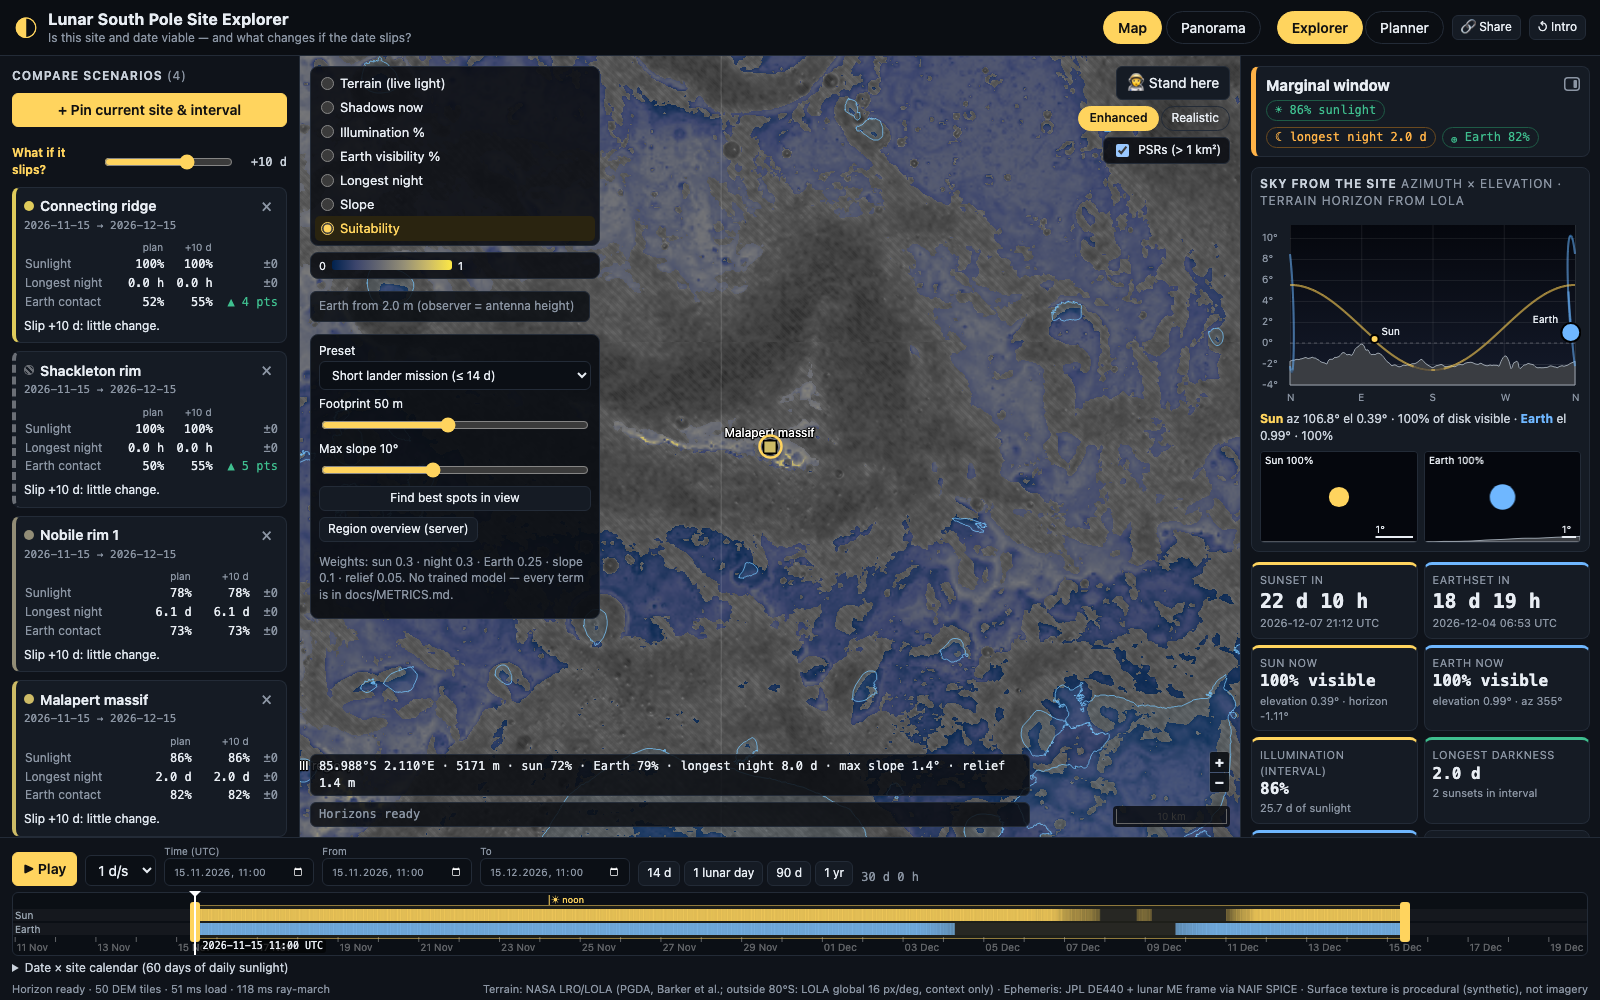 Lunar South Pole Site Explorer
Is this site and date viable — and what changes if the date slips?
Map
Panorama
Explorer
Planner
Share
Intro
COMPARE SCENARIOS (4)
+ Pin current site & interval
What if it slips?
+10 d
Connecting ridge
2026-11-15 → 2026-12-15
plan +10 d
Sunlight 100% 100% ±0
Longest night 0.0 h 0.0 h ±0
Earth contact 52% 55% ▲ 4 pts
Slip +10 d: little change.
Shackleton rim
2026-11-15 → 2026-12-15
plan +10 d
Sunlight 100% 100% ±0
Longest night 0.0 h 0.0 h ±0
Earth contact 50% 55% ▲ 5 pts
Slip +10 d: little change.
Nobile rim 1
2026-11-15 → 2026-12-15
plan +10 d
Sunlight 78% 78% ±0
Longest night 6.1 d 6.1 d ±0
Earth contact 73% 73% ±0
Slip +10 d: little change.
Malapert massif
2026-11-15 → 2026-12-15
plan +10 d
Sunlight 86% 86% ±0
Longest night 2.0 d 2.0 d ±0
Earth contact 82% 82% ±0
Slip +10 d: little change.
Terrain (live light)
Shadows now
Illumination %
Earth visibility %
Longest night
Slope
Suitability
0 1
Earth from 2.0 m (observer = antenna height)
Preset
Short lander mission (≤ 14 d)
Footprint 50 m
Max slope 10°
Find best spots in view
Region overview (server)
Weights: sun 0.3 · night 0.3 · Earth 0.25 · slope
0.1 · relief 0.05. No trained model — every term
is in docs/METRICS.md.
Stand here
Enhanced
Realistic
PSRs (> 1 km²)
Malapert massif
85.988°S 2.110°E · 5171 m · sun 72% · Earth 79% · longest night 8.0 d · max slope 1.4° · relief
1.4 m
Horizons ready
+
−
10 km
Marginal window
☀ 86% sunlight
☾ longest night 2.0 d
Earth 82%
SKY FROM THE SITE AZIMUTH × ELEVATION ·
TERRAIN HORIZON FROM LOLA
10°
8°
6°
4°
2°
0°
-2°
-4°
Sun
Earth
N E S W N
Sun az 106.8° el 0.39° · 100% of disk visible · Earth el
0.99° · 100%
Sun 100%
1°
Earth 100%
1°
SUNSET IN
22 d 10 h
2026-12-07 21:12 UTC
EARTHSET IN
18 d 19 h
2026-12-04 06:53 UTC
SUN NOW
100% visible
elevation 0.39° · horizon
-1.11°
EARTH NOW
100% visible
elevation 0.99° · az 355°
ILLUMINATION
(INTERVAL)
86%
25.7 d of sunlight
LONGEST DARKNESS
2.0 d
2 sunsets in interval
▶ Play
1 d/s
Time (UTC)
15.11.2026, 11:00
From
15.11.2026, 11:00
To
15.12.2026, 11:00
14 d
1 lunar day
90 d
1 yr
30 d 0 h
☀ noon
Sun
Earth
11 Nov 13 Nov 15 N 2026-11-15 11:00 UTC 19 Nov 21 Nov 23 Nov 25 Nov 27 Nov 29 Nov 01 Dec 03 Dec 05 Dec 07 Dec 09 Dec 11 Dec 13 Dec 15 Dec 17 Dec 19 Dec
▶ Date × site calendar (60 days of daily sunlight)
Horizon ready · 50 DEM tiles · 51 ms load · 118 ms ray-march
Terrain: NASA LRO/LOLA (PGDA, Barker et al.; outside 80°S: LOLA global 16 px/deg, context only) · Ephemeris: JPL DE440 + lunar ME frame via NAIF SPICE · Surface texture is procedural (synthetic), not imagery